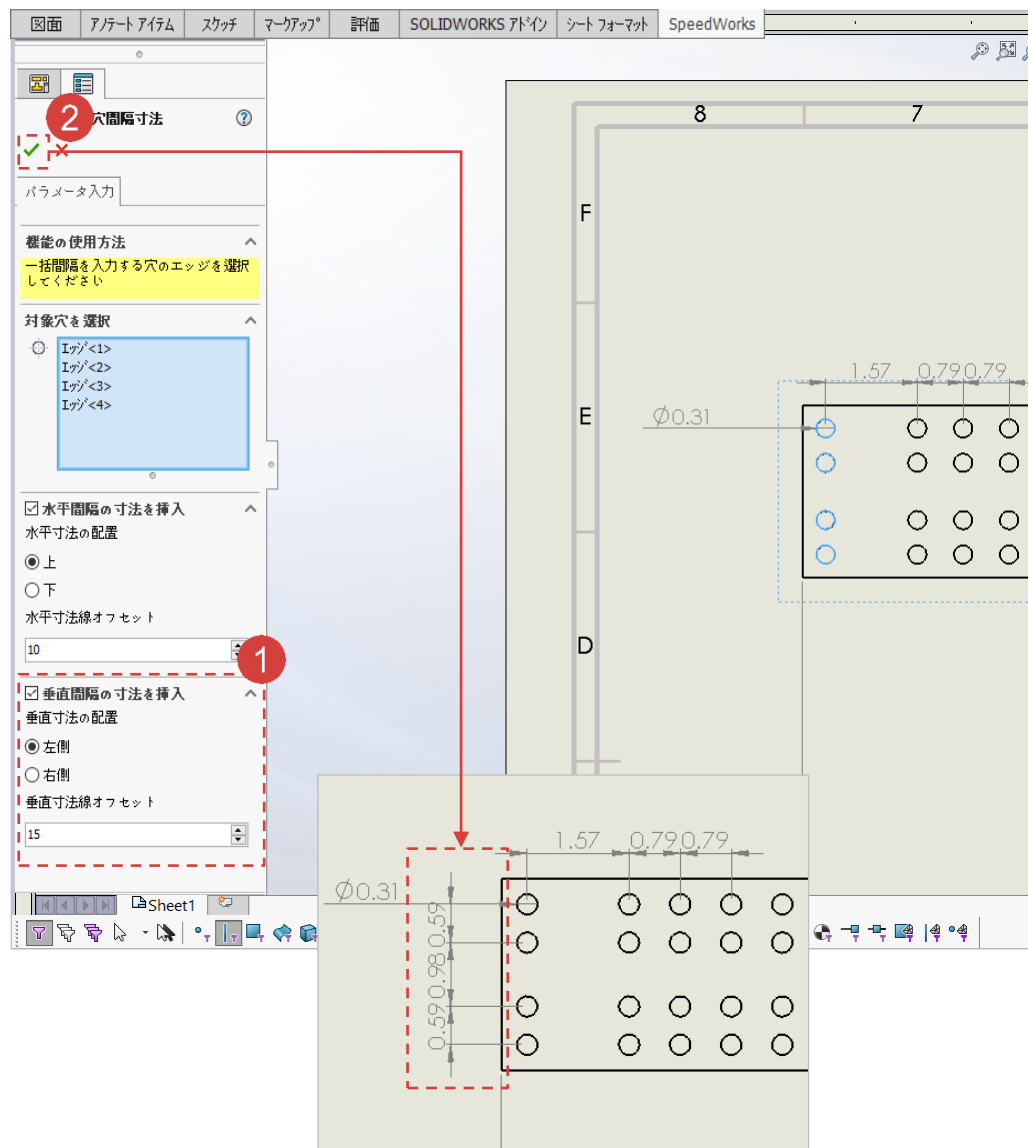 図面 アノテート アイテム スケッチ マークアップ 評価 SOLIDWORKS アドイン シート フォーマット SpeedWorks
2
穴間隔寸法
パラメータ入力
機能の使用方法
一括間隔を入力する穴のエッジを選択
してください
対象穴を選択
エッジ<1>
エッジ<2>
エッジ<3>
エッジ<4>
水平間隔の寸法を挿入
水平寸法の配置
上
下
水平寸法線オフセット
10
1
垂直間隔の寸法を挿入
垂直寸法の配置
左側
右側
垂直寸法線オフセット
15
Sheet1
8 7
F
E
D
1.57 0.79 0.79
Ø0.31
1.57 0.79 0.79
Ø0.31
0.59
0.98
0.59